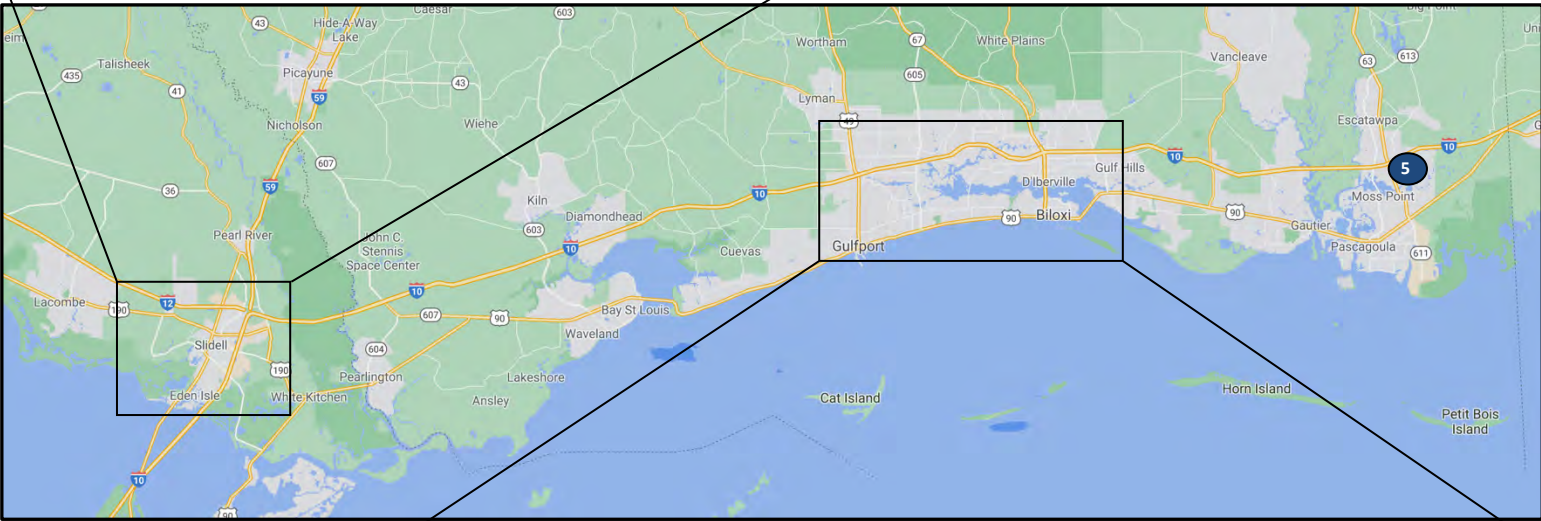 Caesar
603
43
Hide-A-Way
Lake
67
Wortham
White Plains
Vancleave
613
63
Talisheek
435
Picayune
605
43
41
59
Lyman
49
Escatawpa
Nicholson
Wiehe
10
10
607
5
Gulf Hills
59
36
D'Iberville
Moss Point
10
Kiln
90
Diamondhead
90
Biloxi
Gautier
603
Pearl River
John C.
Stennis
Space Center
10
Cuevas
Gulfport
Pascagoula
611
10
Lacombe
190
12
607
90
Bay St Louis
Waveland
Slidell
604
190
Pearlington
Lakeshore
Eden Isle
White Kitchen
Ansley
Cat Island
Horn Island
Petit Bois
Island
10
90